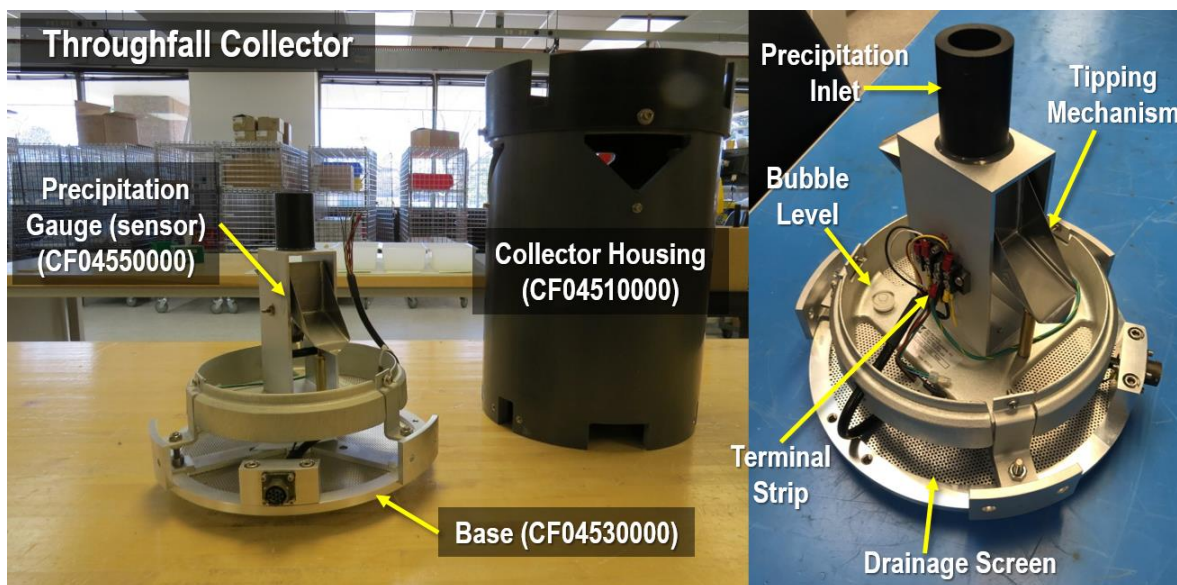 Throughfall Collector
Precipitation
Gauge (sensor)
(CF04550000)
Collector Housing
(CF04510000)
Base (CF04530000)
Precipitation
Inlet
Tipping
Mechanism
Bubble
Level
Terminal
Strip
Drainage Screen